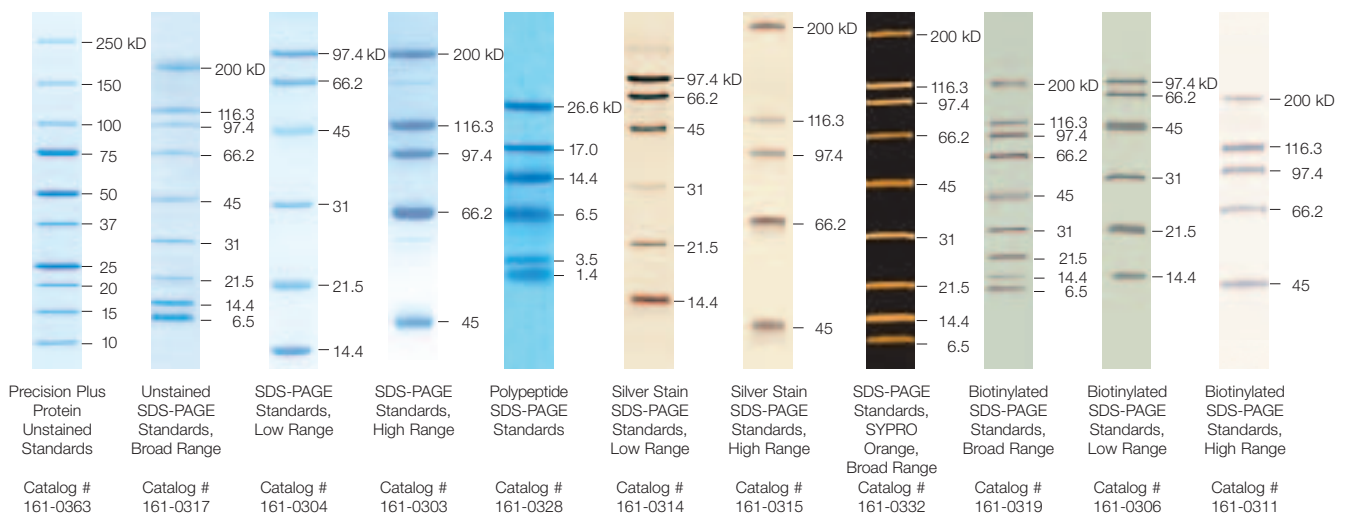 250 kD
150
100
75
50
37
25
20
15
10
200 kD
116.3
97.4
66.2
45
31
21.5
14.4
6.5
97.4 kD
66.2
45
31
21.5
14.4
200 kD
116.3
97.4
66.2
45
26.6 kD
17.0
14.4
6.5
3.5
1.4
97.4 kD
66.2
45
31
21.5
14.4
200 kD
116.3
97.4
66.2
45
200 kD
116.3
97.4
66.2
45
31
21.5
14.4
6.5
200 kD
116.3
97.4
66.2
45
31
21.5
14.4
6.5
97.4 kD
66.2
45
31
21.5
14.4
200 kD
116.3
97.4
66.2
45
Precision Plus
Protein
Unstained
Standards
Catalog #
161-0363
Unstained
SDS-PAGE
Standards,
Broad Range
Catalog #
161-0317
SDS-PAGE
Standards,
Low Range
Catalog #
161-0304
SDS-PAGE
Standards,
High Range
Catalog #
161-0303
Polypeptide
SDS-PAGE
Standards
Catalog #
161-0328
Silver Stain
SDS-PAGE
Standards,
Low Range
Catalog #
161-0314
Silver Stain
SDS-PAGE
Standards,
High Range
Catalog #
161-0315
SDS-PAGE
Standards,
SYPRO
Orange,
Broad Range
Catalog #
161-0332
Biotinylated
SDS-PAGE
Standards,
Broad Range
Catalog #
161-0319
Biotinylated
SDS-PAGE
Standards,
Low Range
Catalog #
161-0306
Biotinylated
SDS-PAGE
Standards,
High Range
Catalog #
161-0311